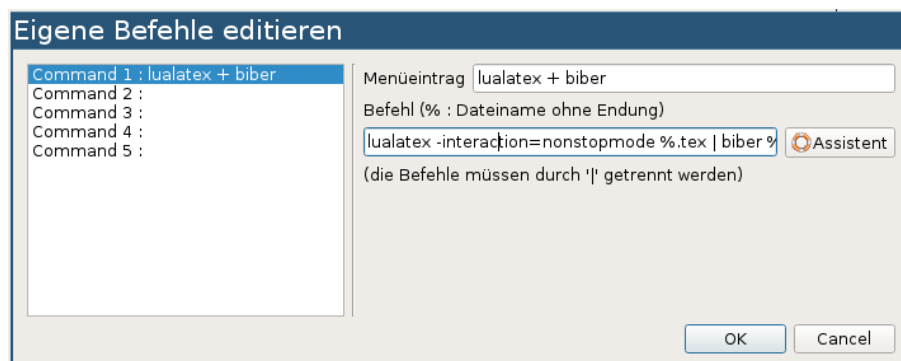 Eigene Befehle editieren
Command 1 : lualatex + biber
Command 2 :
Command 3 :
Command 4 :
Command 5 :
Menüeintrag lualatex + biber
Befehl (% : Dateiname ohne Endung)
lualatex -interaction=nonstopmode %.tex | biber %
Assistent
(die Befehle müssen durch '|' getrennt werden)
OK
Cancel